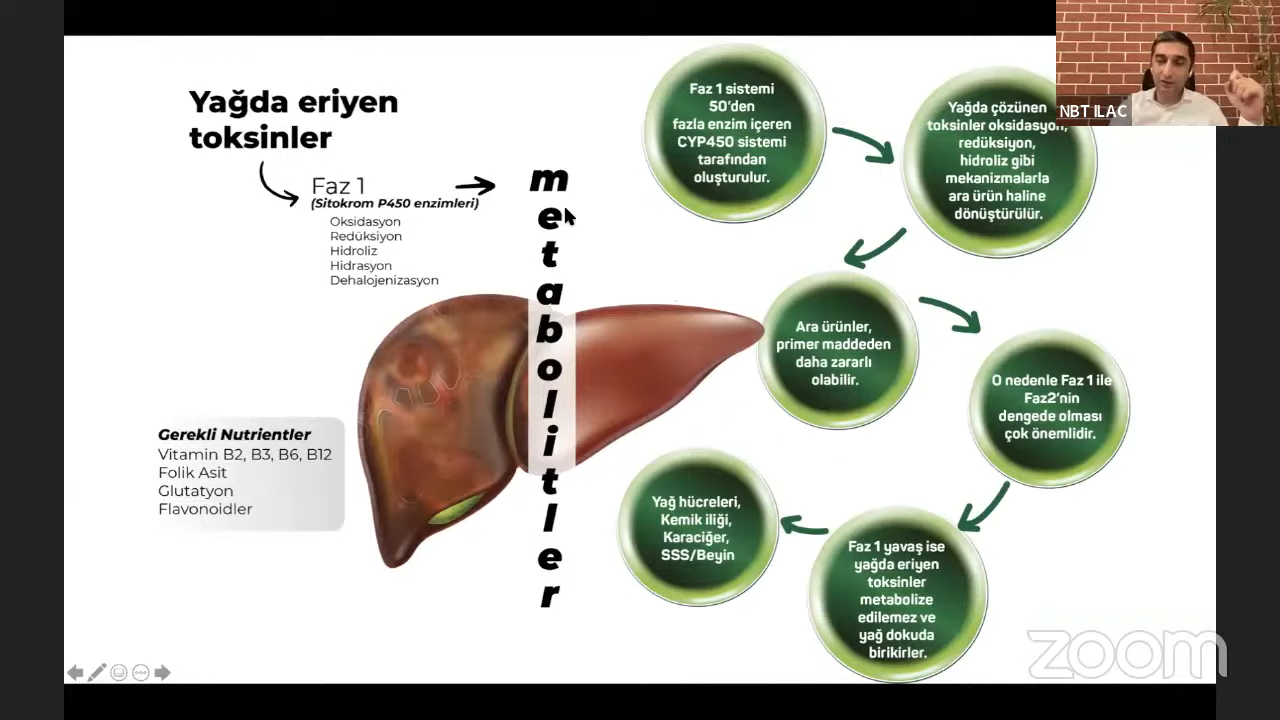 Yağda eriyen
toksinler
Faz 1
(Sitokrom P450 enzimleri)
Oksidasyon
Redüksiyon
Hidroliz
Hidrasyon
Dehalojenizasyon
metabolitler
Gerekli Nutrientler
Vitamin B2, B3, B6, B12
Folik Asit
Glutatyon
Flavonoidler
Faz 1 sistemi
50'den
fazla enzim içeren
CYP450 sistemi
tarafından
oluşturulur.
Yağda çözünen
toksinler oksidasyon,
redüksiyon,
hidroliz gibi
mekanizmalarla
ara ürün haline
dönüştürülür.
Ara ürünler,
primer maddeden
daha zararlı
olabilir.
O nedenle Faz 1 ile
Faz2'nin
dengede olması
çok önemlidir.
Faz 1 yavaş ise
yağda eriyen
toksinler
metabolize
edilemez ve
yağ dokuda
birikirler.
Yağ hücreleri,
Kemik iliği,
Karaciğer,
SSS/Beyin
NBT ILAC
zoom